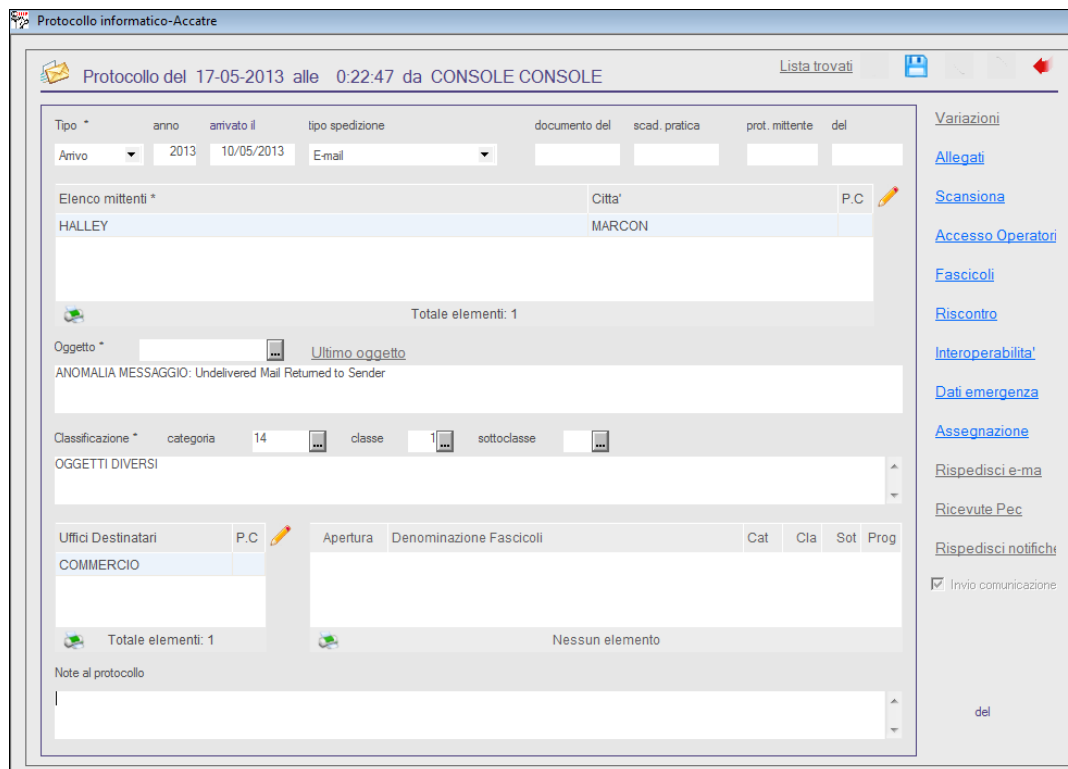 Protocollo informatico-Accatre
Protocollo del 17-05-2013 alle 0:22:47 da CONSOLE CONSOLE
Lista trovati
Tipo * anno arrivato il tipo spedizione documento del scad. pratica prot. mittente del
Arrivo 2013 10/05/2013 E-mail
Elenco mittenti * Citta' P.C
HALLEY MARCON
Totale elementi: 1
Oggetto * ... Ultimo oggetto
ANOMALIA MESSAGGIO: Undelivered Mail Returned to Sender
Classificazione * categoria 14 ... classe 1 ... sottoclasse ...
OGGETTI DIVERSI
Uffici Destinatari P.C
COMMERCIO
Totale elementi: 1
Apertura Denominazione Fascicoli Cat Cla Sot Prog
Nessun elemento
Note al protocollo
Variazioni
Allegati
Scansiona
Accesso Operatori
Fascicoli
Riscontro
Interoperabilita'
Dati emergenza
Assegnazione
Rispedisci e-ma
Ricevute Pec
Rispedisci notifiche
Invio comunicazione
del